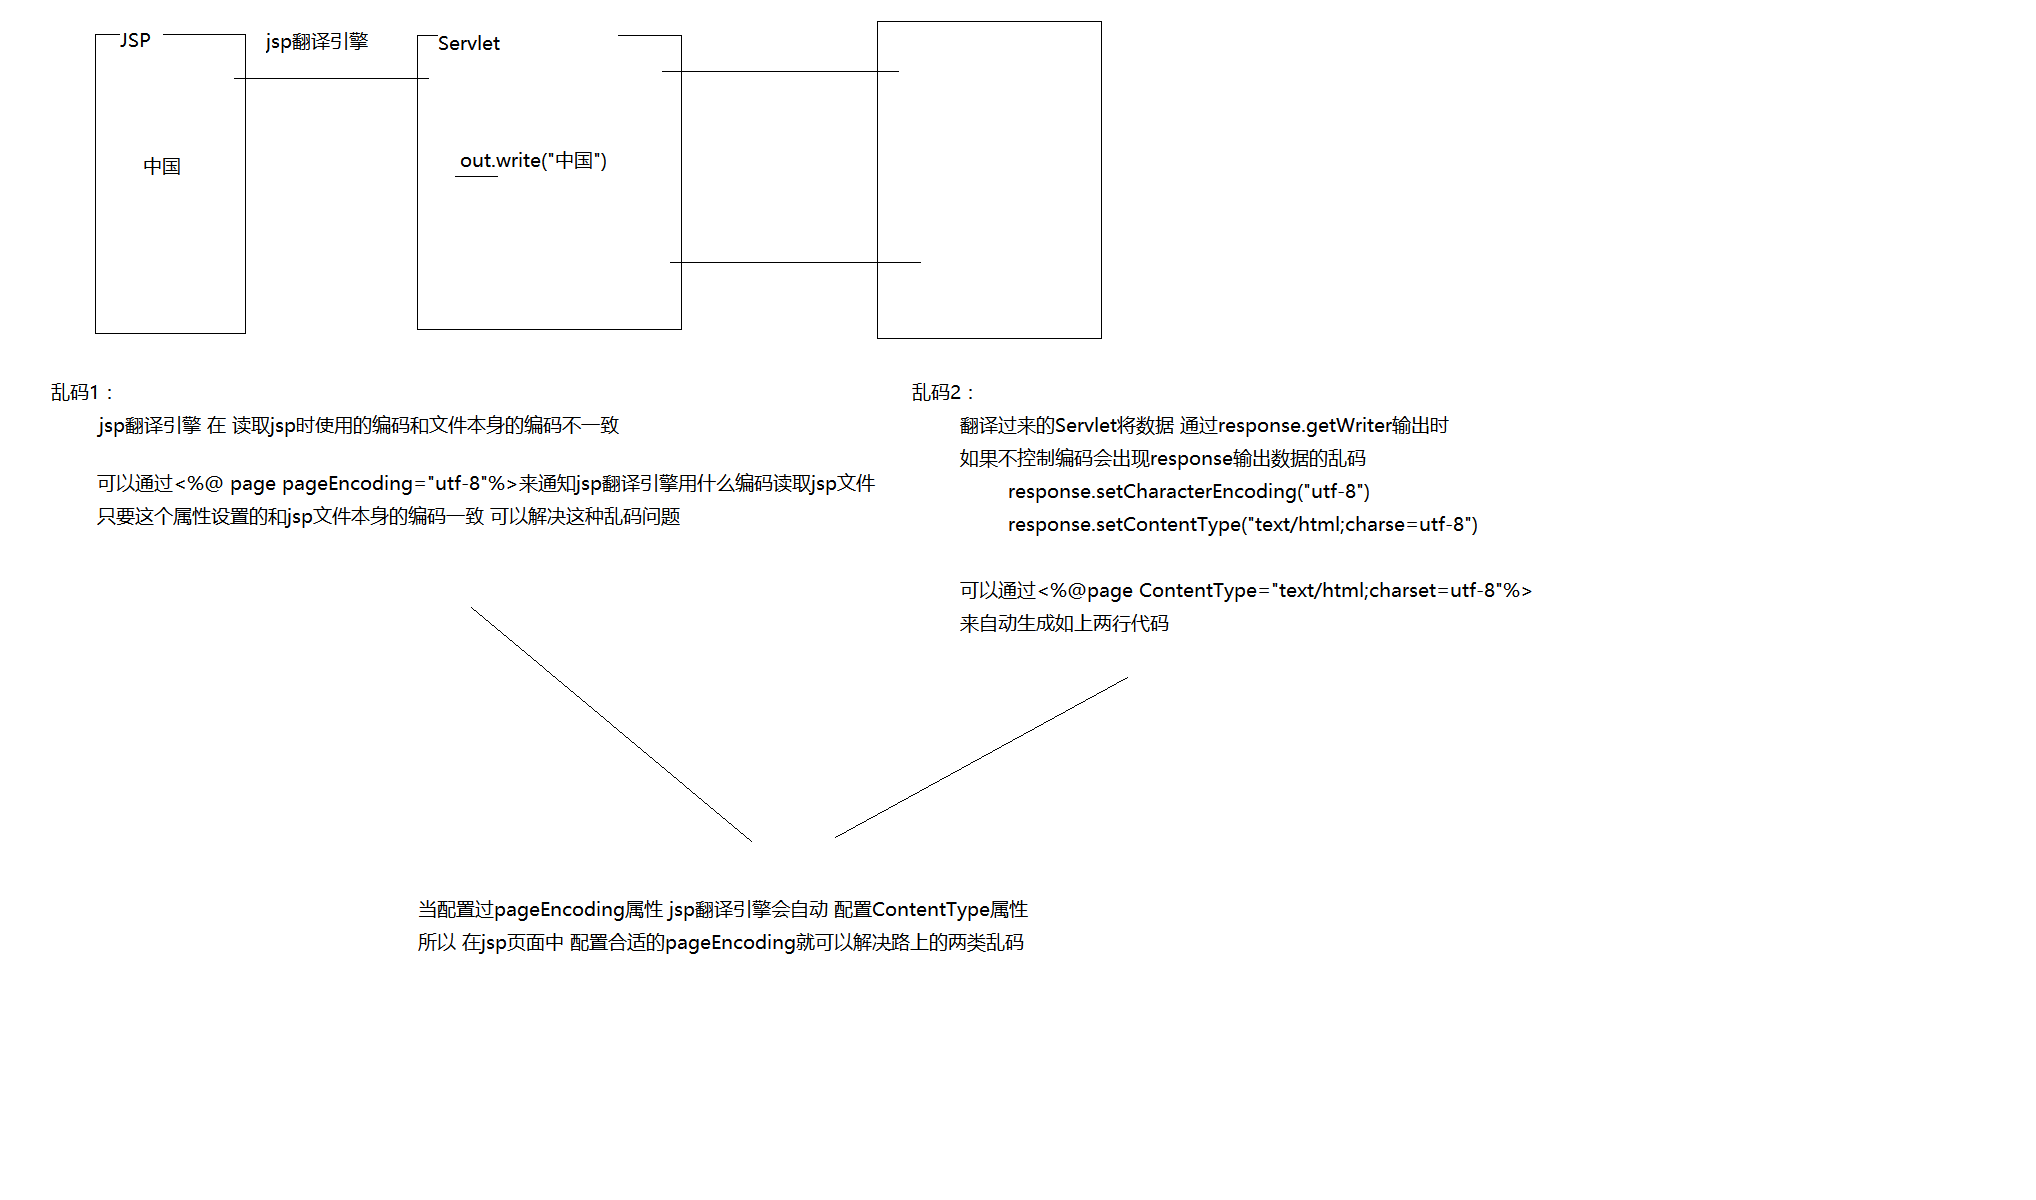 JSP
jsp翻译引擎
Servlet
中国
out.write("中国")
乱码1：
jsp翻译引擎 在 读取jsp时使用的编码和文件本身的编码不一致
可以通过<%@ page pageEncoding="utf-8"%>来通知jsp翻译引擎用什么编码读取jsp文件
只要这个属性设置的和jsp文件本身的编码一致 可以解决这种乱码问题
乱码2：
翻译过来的Servlet将数据 通过response.getWriter输出时
如果不控制编码会出现response输出数据的乱码
response.setCharacterEncoding("utf-8")
response.setContentType("text/html;charse=utf-8")
可以通过<%@page ContentType="text/html;charset=utf-8"%>
来自动生成如上两行代码
当配置过pageEncoding属性 jsp翻译引擎会自动 配置ContentType属性
所以 在jsp页面中 配置合适的pageEncoding就可以解决路上的两类乱码